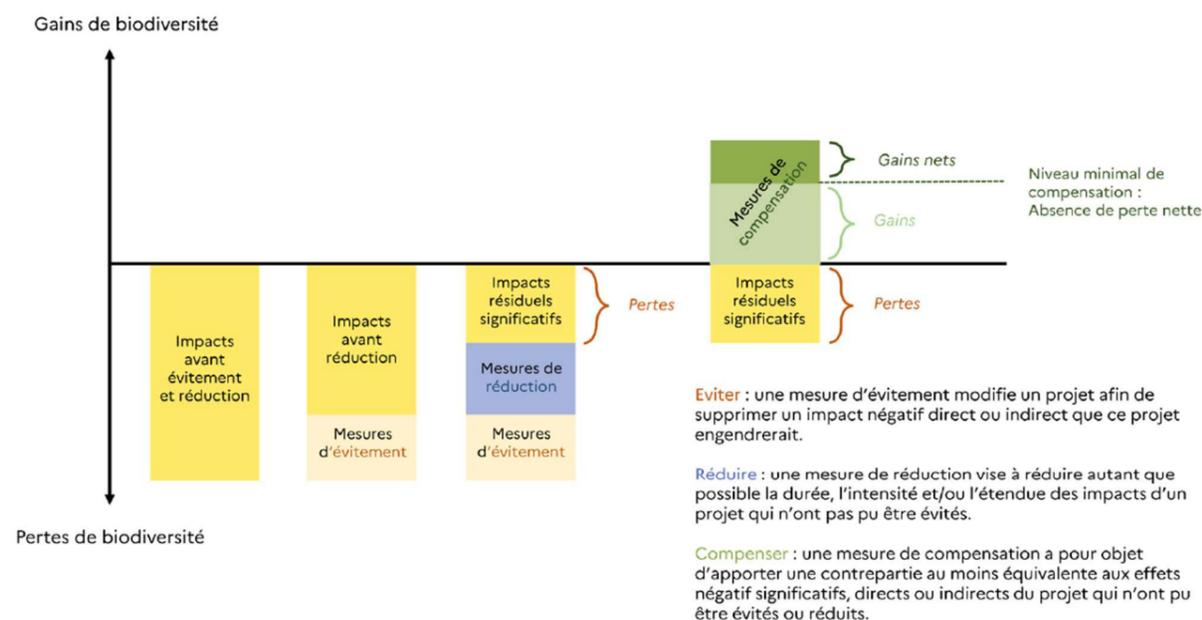 Gains de biodiversité
Mesures de
compensation
Gains nets
Niveau minimal de
compensation :
Absence de perte nette
Gains
Impacts
avant
évitement
et réduction
Impacts
avant
réduction
Mesures
d'évitement
Impacts
résiduels
significatifs
Pertes
Mesures de
réduction
Mesures
d'évitement
Impacts
résiduels
significatifs
Pertes
Pertes de biodiversité
Eviter : une mesure d'évitement modifie un projet afin de
supprimer un impact négatif direct ou indirect que ce projet
engendrerait.
Réduire : une mesure de réduction vise à réduire autant que
possible la durée, l'intensité et/ou l'étendue des impacts d'un
projet qui n'ont pas pu être évités.
Compenser : une mesure de compensation a pour objet
d'apporter une contrepartie au moins équivalente aux effets
négatif significatifs, directs ou indirects du projet qui n'ont pu
être évités ou réduits.